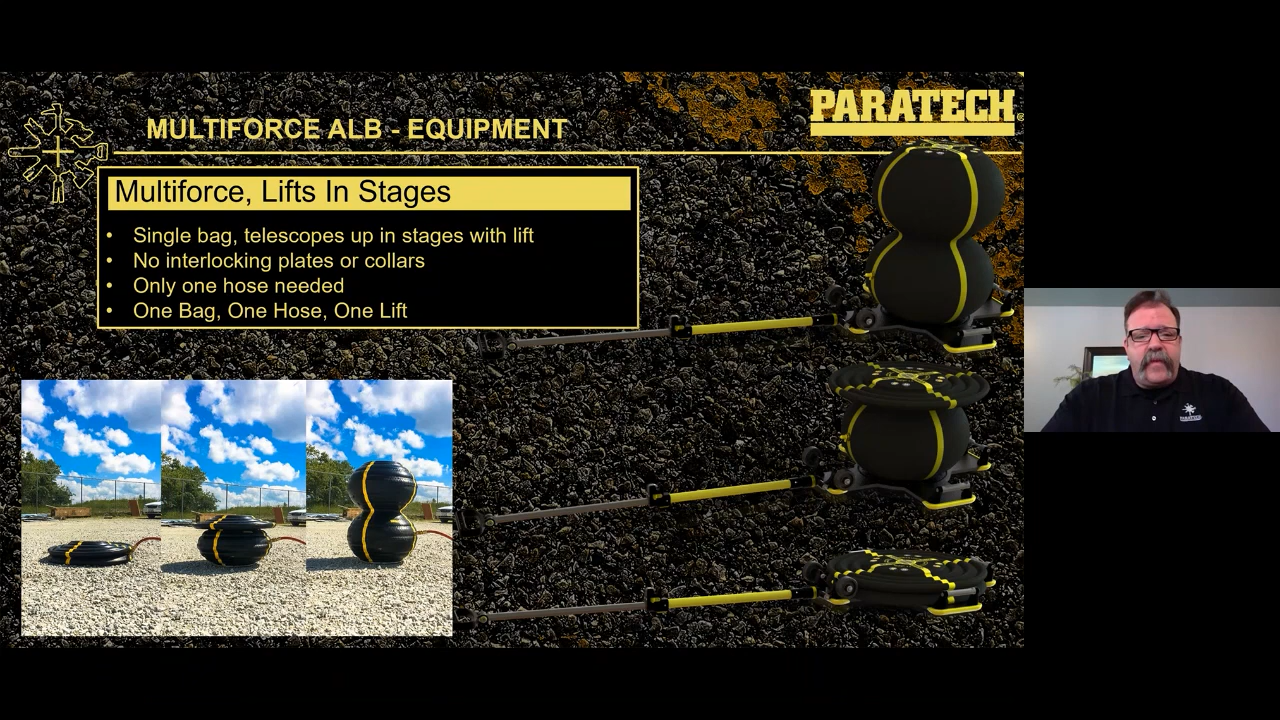 PARATECH
MULTIFORCE ALB - EQUIPMENT
Multiforce, Lifts In Stages
• Single bag, telescopes up in stages with lift
• No interlocking plates or collars
• Only one hose needed
• One Bag, One Hose, One Lift
PARATECH